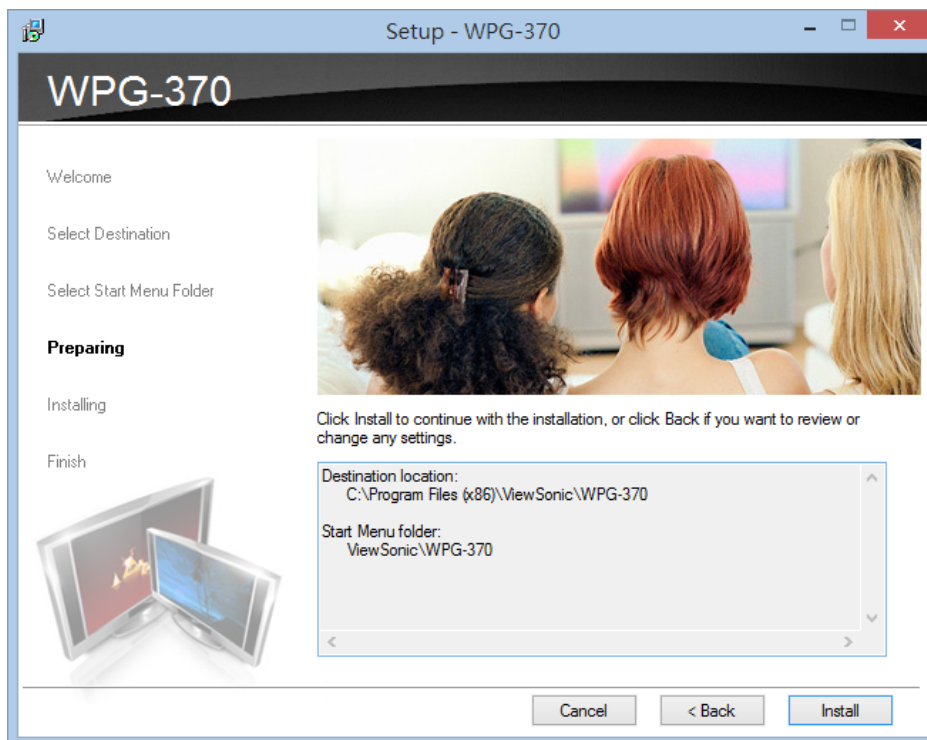 Setup - WPG-370
WPG-370
Welcome
Select Destination
Select Start Menu Folder
Preparing
Installing
Finish
Click Install to continue with the installation, or click Back if you want to review or
change any settings.
Destination location:
C:\Program Files (x86)\ViewSonic\WPG-370
Start Menu folder:
ViewSonic\WPG-370
Cancel
< Back
Install